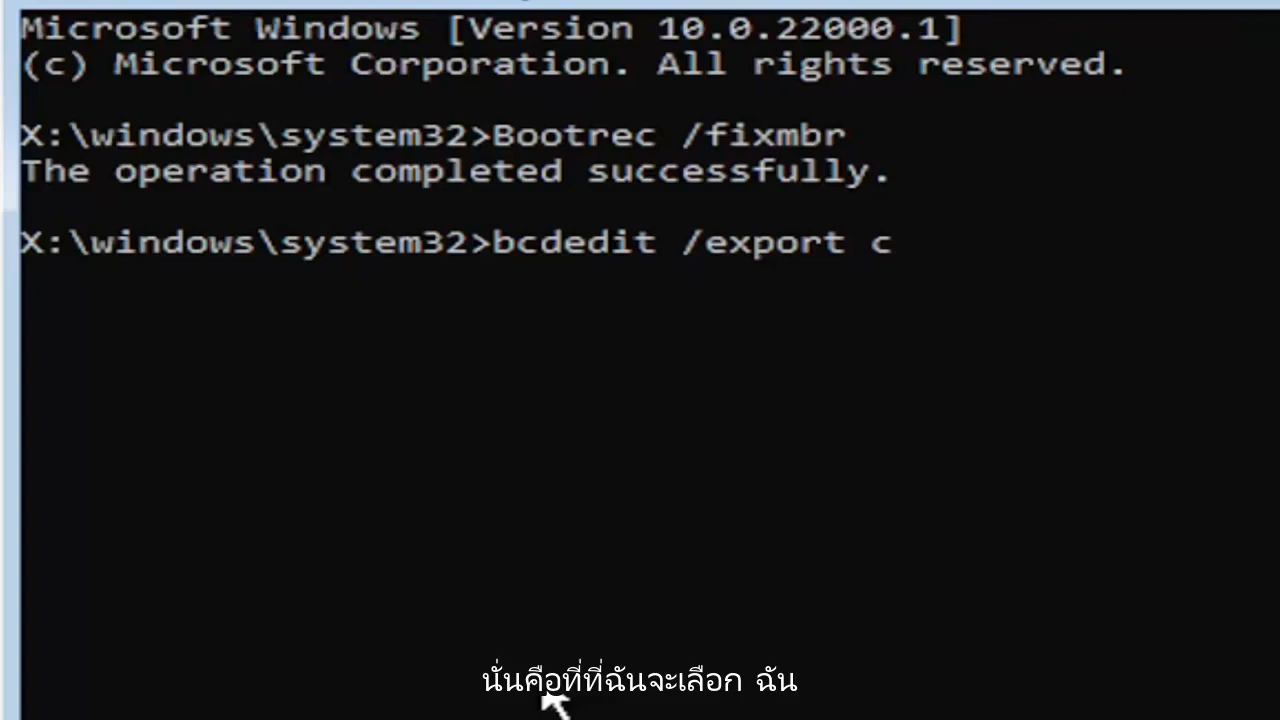 Microsoft Windows [Version 10.0.22000.1]
(c) Microsoft Corporation. All rights reserved.
X:\windows\system32>Bootrec /fixmbr
The operation completed successfully.
X:\windows\system32>bcdedit /export c
นั่นคือที่ที่ฉันจะเลือก ฉัน